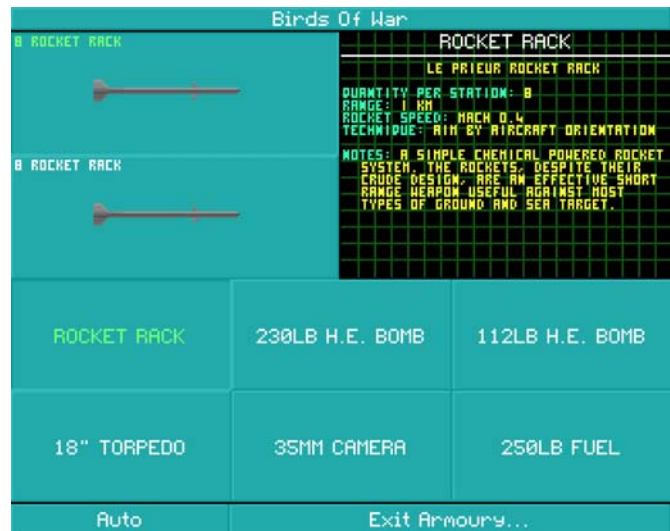 Birds Of War
8 ROCKET RACK
8 ROCKET RACK
ROCKET RACK
LE PRIEUR ROCKET RACK
QUANTITY PER STATION: 8
RANGE: 1 KM
ROCKET SPEED: MACH 0.4
TECHNIQUE: AIM BY AIRCRAFT ORIENTATION
NOTES: A SIMPLE CHEMICAL POWERED ROCKET
SYSTEM. THE ROCKETS, DESPITE THEIR
CRUDE DESIGN, ARE AN EFFECTIVE SHORT
RANGE WEAPON USEFUL AGAINST MOST
TYPES OF GROUND AND SEA TARGET.
ROCKET RACK
230LB H.E. BOMB
112LB H.E. BOMB
18" TORPEDO
35MM CAMERA
250LB FUEL
Auto
Exit Armoury...